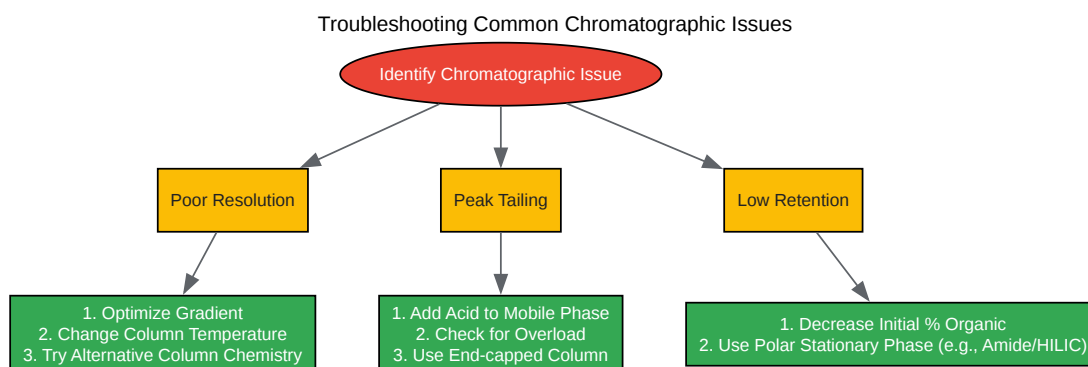 Troubleshooting Common Chromatographic Issues
Identify Chromatographic Issue
Poor Resolution
Peak Tailing
Low Retention
1. Optimize Gradient
2. Change Column Temperature
3. Try Alternative Column Chemistry
1. Add Acid to Mobile Phase
2. Check for Overload
3. Use End-capped Column
1. Decrease Initial % Organic
2. Use Polar Stationary Phase (e.g., Amide/HILIC)